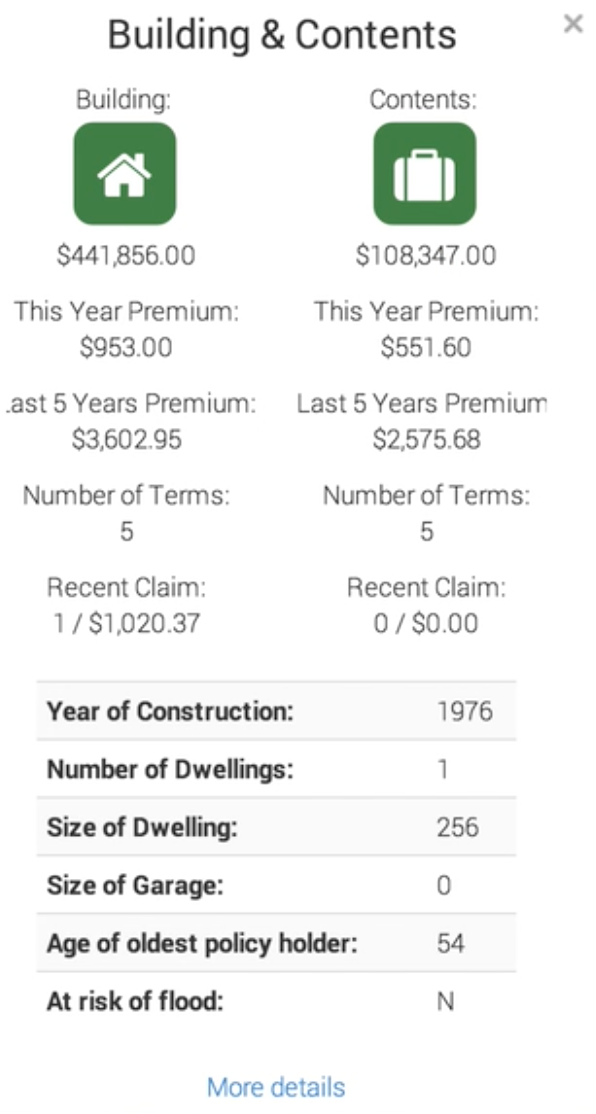 Building & Contents
×
Building:
$441,856.00
This Year Premium:
$953.00
.ast 5 Years Premium:
$3,602.95
Number of Terms:
5
Recent Claim:
1 / $1,020.37
Contents:
$108,347.00
This Year Premium:
$551.60
Last 5 Years Premium
$2,575.68
Number of Terms:
5
Recent Claim:
0 / $0.00
Year of Construction: 1976
Number of Dwellings: 1
Size of Dwelling: 256
Size of Garage: 0
Age of oldest policy holder: 54
At risk of flood: N
More details